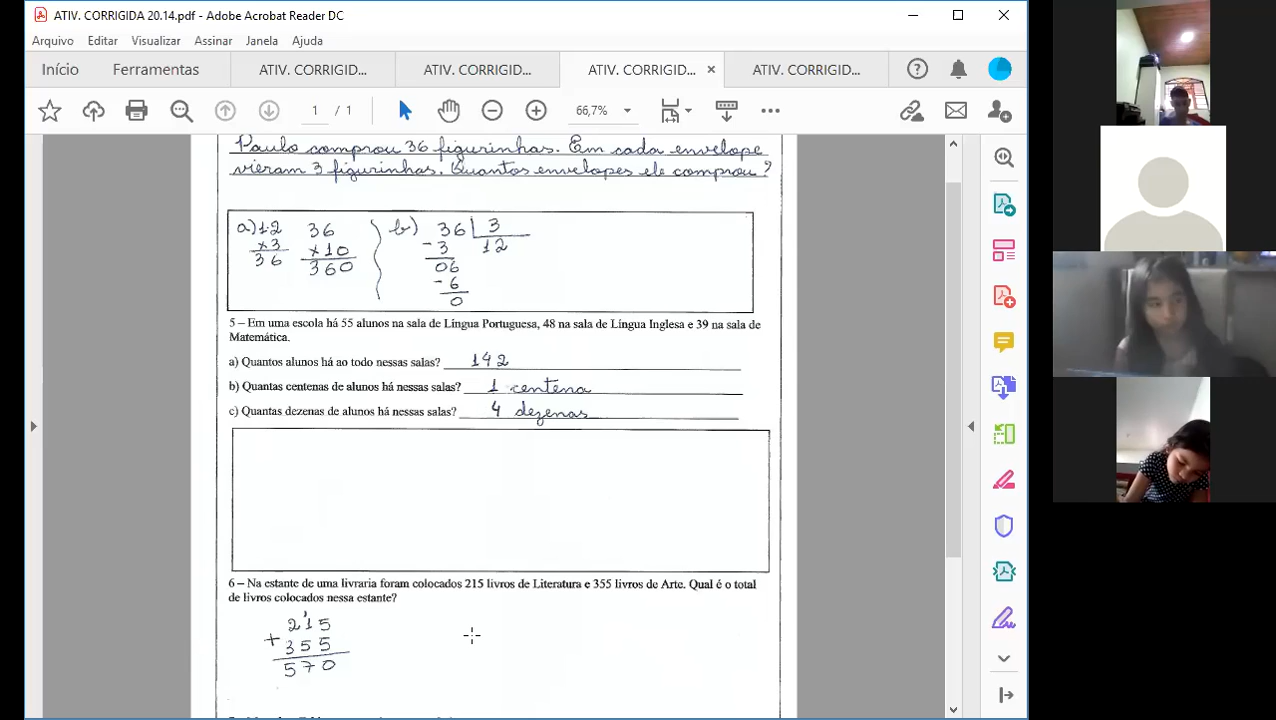 ATIV. CORRIGIDA 20.14.pdf - Adobe Acrobat Reader DC
Arquivo Editar Visualizar Assinar Janela Ajuda
Início Ferramentas ATIV. CORRIGID... ATIV. CORRIGID... ATIV. CORRIGID... ATIV. CORRIGID...
1 / 1 66,7%
Paulo comprou 36 figurinhas. Em cada envelope
vieram 3 figurinhas. Quantos envelopes ele comprou?
a) 12 36 b) 36 3
x3 x10 -3 12
36 360 06
-6
0
5 – Em uma escola há 55 alunos na sala de Língua Portuguesa, 48 na sala de Língua Inglesa e 39 na sala de
Matemática.
a) Quantos alunos há ao todo nessas salas? 142
b) Quantas centenas de alunos há nessas salas? 1 centena
c) Quantas dezenas de alunos há nessas salas? 4 dezenas
6 – Na estante de uma livraria foram colocados 215 livros de Literatura e 355 livros de Arte. Qual é o total
de livros colocados nessa estante?
215
+ 355
570